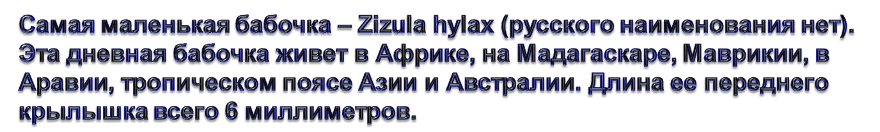 Самая маленькая бабочка – Zizula hylax (русского наименования нет).
Эта дневная бабочка живет в Африке, на Мадагаскаре, Маврикии, в
Аравии, тропическом поясе Азии и Австралии. Длина ее переднего
крылышка всего 6 миллиметров.